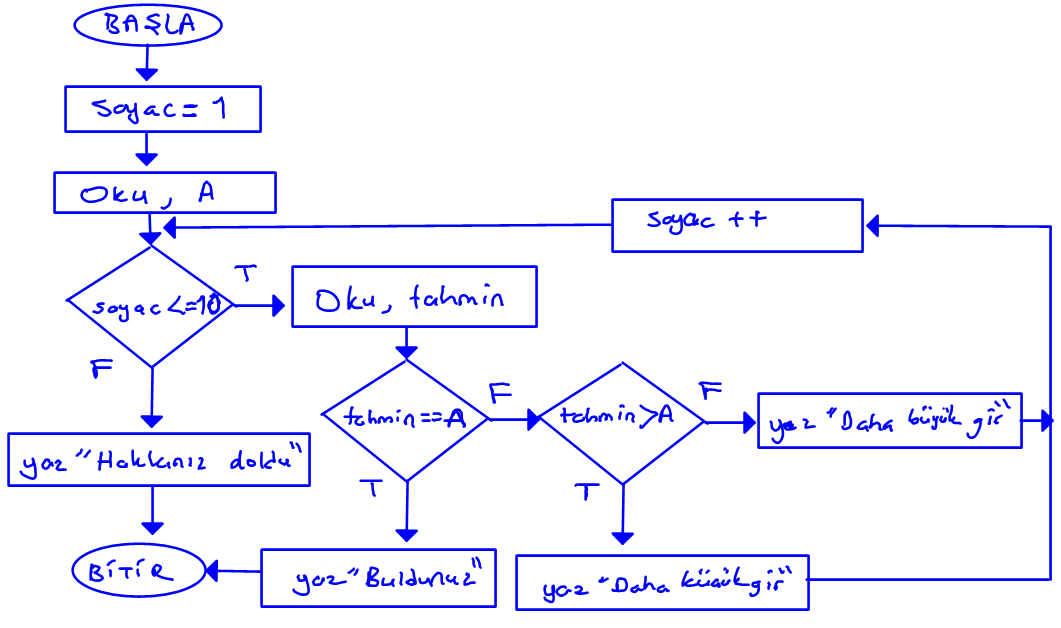 BAŞLA
sayac = 1
Oku, A
sayac ++
T
sayac <= 10
Oku, tahmin
F
tahmin == A
F
tahmin > A
F
yaz "Daha büyük gir"
yaz "Hakkınız doldu"
T
T
BİTİR
yaz "Buldunuz"
yaz "Daha küçük gir"